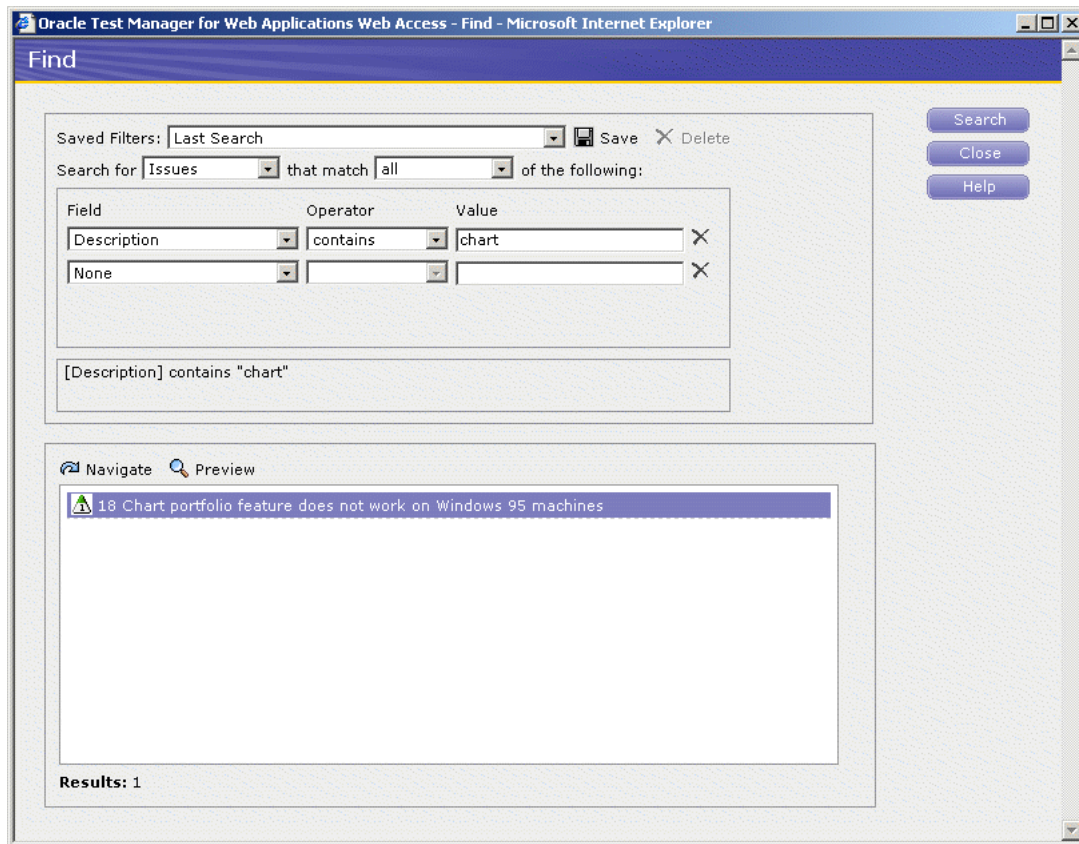 Oracle Test Manager for Web Applications Web Access - Find - Microsoft Internet Explorer
Find
Saved Filters: Last Search Save Delete
Search for Issues that match all of the following:
Field Operator Value
Description contains chart
None
[Description] contains "chart"
Search
Close
Help
Navigate Preview
18 Chart portfolio feature does not work on Windows 95 machines
Results: 1